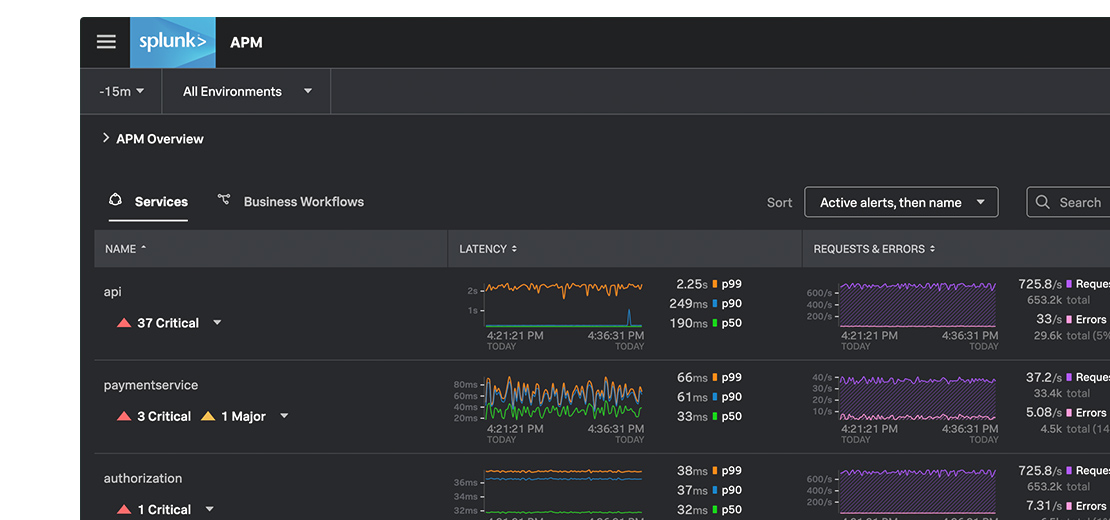 splunk> APM
-15m All Environments
APM Overview
Services Business Workflows Sort Active alerts, then name Search
NAME LATENCY REQUESTS & ERRORS
api
37 Critical
2s
1s
4:21:21 PM 4:36:31 PM
TODAY TODAY
2.25s p99
249ms p90
190ms p50
600/s
400/s
200/s
4:21:21 PM 4:36:31 PM
TODAY TODAY
725.8/s Reques
653.2k total
33/s Errors
29.6k total (5%
paymentservice
3 Critical 1 Major
80ms
60ms
40ms
20ms
4:21:21 PM 4:36:31 PM
TODAY TODAY
66ms p99
61ms p90
33ms p50
40/s
30/s
20/s
10/s
4:21:21 PM 4:36:31 PM
TODAY TODAY
37.2/s Reques
33.4k total
5.08/s Errors
4.5k total (14
authorization
1 Critical
36ms
34ms
32ms
38ms p99
37ms p90
32ms p50
600/s
400/s
200/s
725.8/s Reques
653.2k total
7.31/s Errors